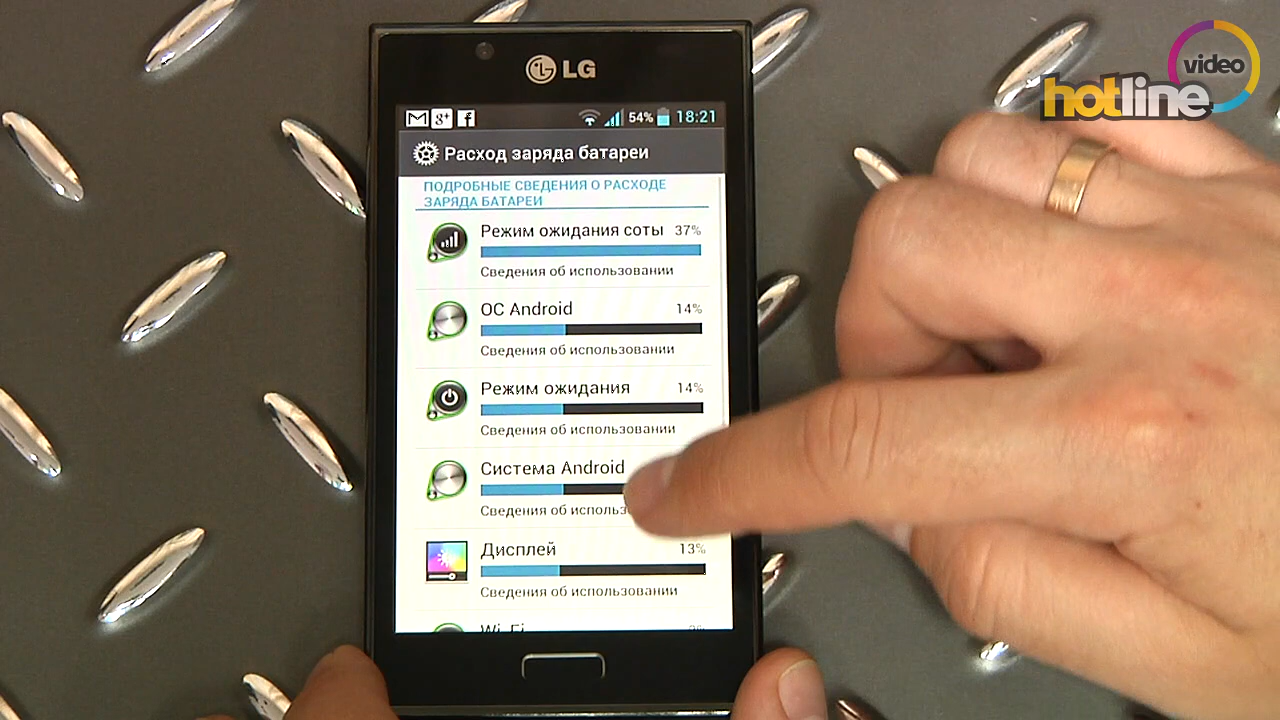 LG
video
hotline
g+ f 54% 18:21
Расход заряда батареи
ПОДРОБНЫЕ СВЕДЕНИЯ О РАСХОДЕ
ЗАРЯДА БАТАРЕИ
Режим ожидания соты 37%
Сведения об использовании
ОС Android 14%
Сведения об использовании
Режим ожидания 14%
Сведения об использовании
Система Android
Сведения об
Дисплей 13%
Сведения об использовании
Wi-Fi